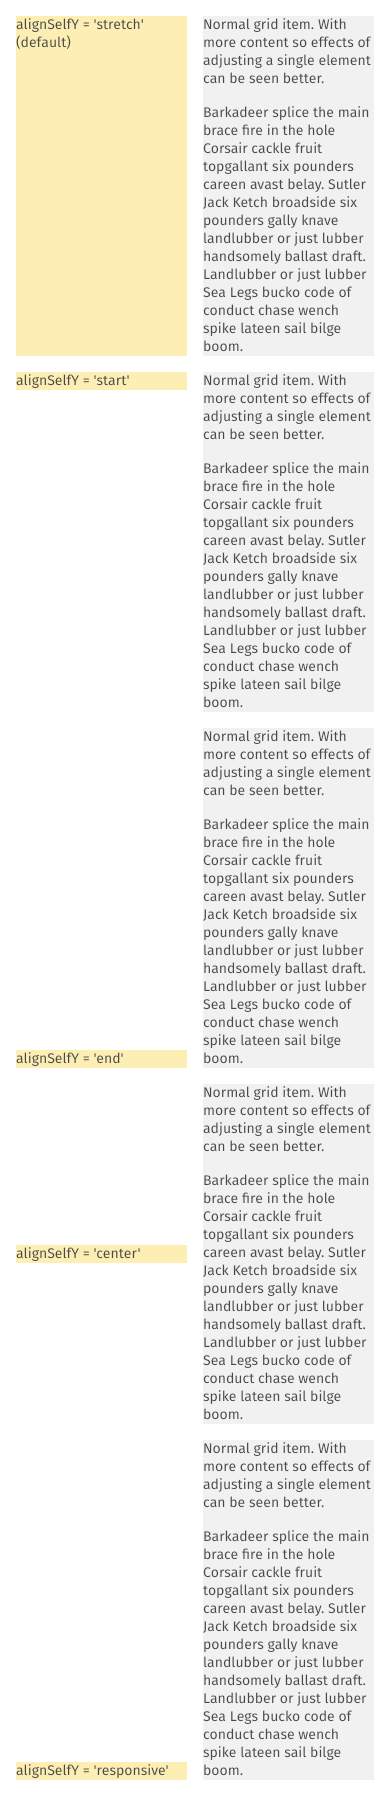 alignSelfY = 'stretch'
(default)
Normal grid item. With
more content so effects of
adjusting a single element
can be seen better.
Barkadeer splice the main
brace fire in the hole
Corsair cackle fruit
topgallant six pounders
careen avast belay. Sutler
Jack Ketch broadside six
pounders gally knave
landlubber or just lubber
handsomely ballast draft.
Landlubber or just lubber
Sea Legs bucko code of
conduct chase wench
spike lateen sail bilge
boom.
alignSelfY = 'start'
Normal grid item. With
more content so effects of
adjusting a single element
can be seen better.
Barkadeer splice the main
brace fire in the hole
Corsair cackle fruit
topgallant six pounders
careen avast belay. Sutler
Jack Ketch broadside six
pounders gally knave
landlubber or just lubber
handsomely ballast draft.
Landlubber or just lubber
Sea Legs bucko code of
conduct chase wench
spike lateen sail bilge
boom.
alignSelfY = 'end'
Normal grid item. With
more content so effects of
adjusting a single element
can be seen better.
Barkadeer splice the main
brace fire in the hole
Corsair cackle fruit
topgallant six pounders
careen avast belay. Sutler
Jack Ketch broadside six
pounders gally knave
landlubber or just lubber
handsomely ballast draft.
Landlubber or just lubber
Sea Legs bucko code of
conduct chase wench
spike lateen sail bilge
boom.
alignSelfY = 'center'
Normal grid item. With
more content so effects of
adjusting a single element
can be seen better.
Barkadeer splice the main
brace fire in the hole
Corsair cackle fruit
topgallant six pounders
careen avast belay. Sutler
Jack Ketch broadside six
pounders gally knave
landlubber or just lubber
handsomely ballast draft.
Landlubber or just lubber
Sea Legs bucko code of
conduct chase wench
spike lateen sail bilge
boom.
alignSelfY = 'responsive'
Normal grid item. With
more content so effects of
adjusting a single element
can be seen better.
Barkadeer splice the main
brace fire in the hole
Corsair cackle fruit
topgallant six pounders
careen avast belay. Sutler
Jack Ketch broadside six
pounders gally knave
landlubber or just lubber
handsomely ballast draft.
Landlubber or just lubber
Sea Legs bucko code of
conduct chase wench
spike lateen sail bilge
boom.